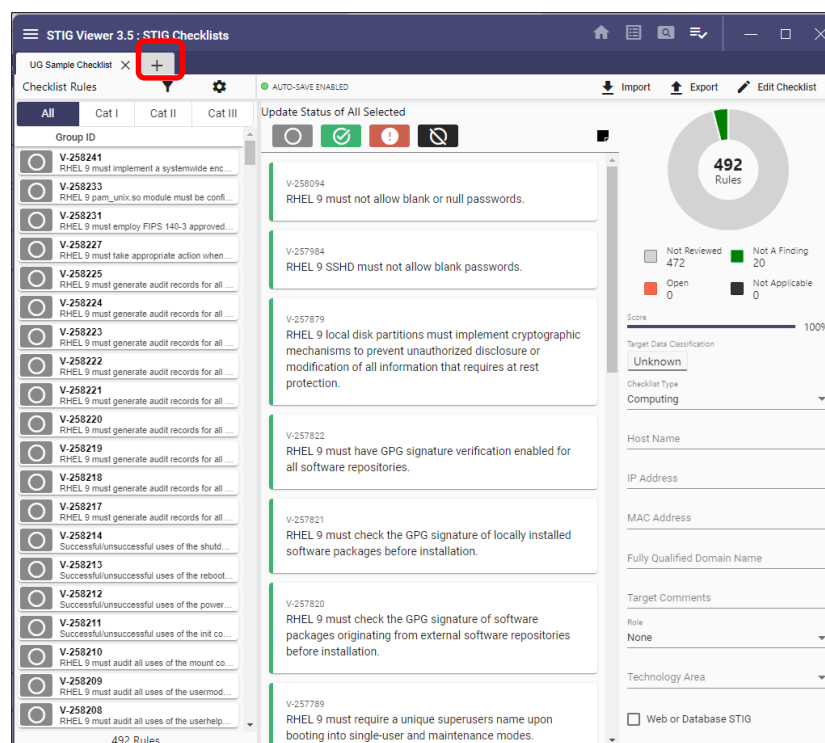 STIG Viewer 3.5 : STIG Checklists
UG Sample Checklist
Checklist Rules
All Cat I Cat II Cat III
Group ID
V-258241
RHEL 9 must implement a systemwide enc...
V-258233
RHEL 9 pam_unix.so module must be confi...
V-258231
RHEL 9 must employ FIPS 140-3 approved...
V-258227
RHEL 9 must take appropriate action when...
V-258225
RHEL 9 must generate audit records for all ...
V-258224
RHEL 9 must generate audit records for all ...
V-258223
RHEL 9 must generate audit records for all ...
V-258222
RHEL 9 must generate audit records for all ...
V-258221
RHEL 9 must generate audit records for all ...
V-258220
RHEL 9 must generate audit records for all ...
V-258219
RHEL 9 must generate audit records for all ...
V-258218
RHEL 9 must generate audit records for all ...
V-258217
RHEL 9 must generate audit records for all ...
V-258214
Successful/unsuccessful uses of the shutd...
V-258213
Successful/unsuccessful uses of the reboot...
V-258212
Successful/unsuccessful uses of the power...
V-258211
Successful/unsuccessful uses of the init co...
V-258210
RHEL 9 must audit all uses of the mount co...
V-258209
RHEL 9 must audit all uses of the usermod...
V-258208
RHEL 9 must audit all uses of the userhelp...
492 Rules
AUTO-SAVE ENABLED
Import Export Edit Checklist
Update Status of All Selected
V-258094
RHEL 9 must not allow blank or null passwords.
V-257984
RHEL 9 SSHD must not allow blank passwords.
V-257879
RHEL 9 local disk partitions must implement cryptographic
mechanisms to prevent unauthorized disclosure or
modification of all information that requires at rest
protection.
V-257822
RHEL 9 must have GPG signature verification enabled for
all software repositories.
V-257821
RHEL 9 must check the GPG signature of locally installed
software packages before installation.
V-257820
RHEL 9 must check the GPG signature of software
packages originating from external software repositories
before installation.
V-257789
RHEL 9 must require a unique superusers name upon
booting into single-user and maintenance modes.
492
Rules
Not Reviewed
472
Not A Finding
20
Open
0
Not Applicable
0
Score
100%
Target Data Classification
Unknown
Checklist Type
Computing
Host Name
IP Address
MAC Address
Fully Qualified Domain Name
Target Comments
Role
None
Technology Area
Web or Database STIG